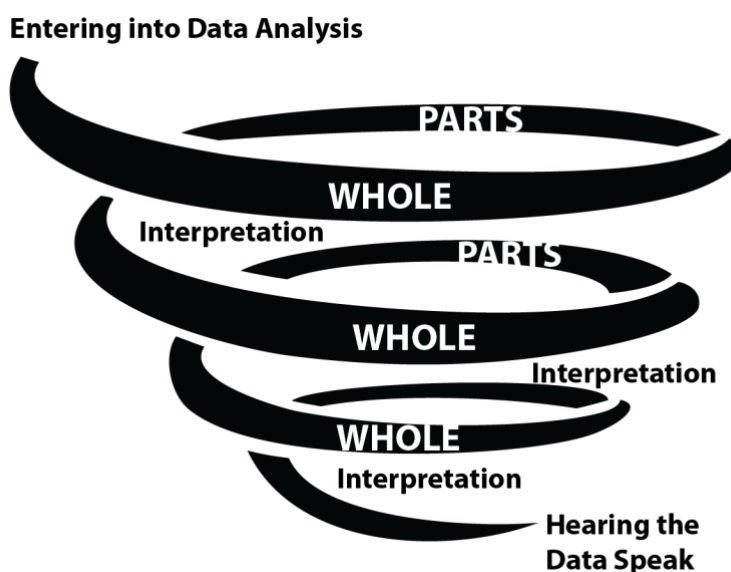 Entering into Data Analysis
PARTS
WHOLE
Interpretation
PARTS
WHOLE
Interpretation
WHOLE
Interpretation
Hearing the
Data Speak